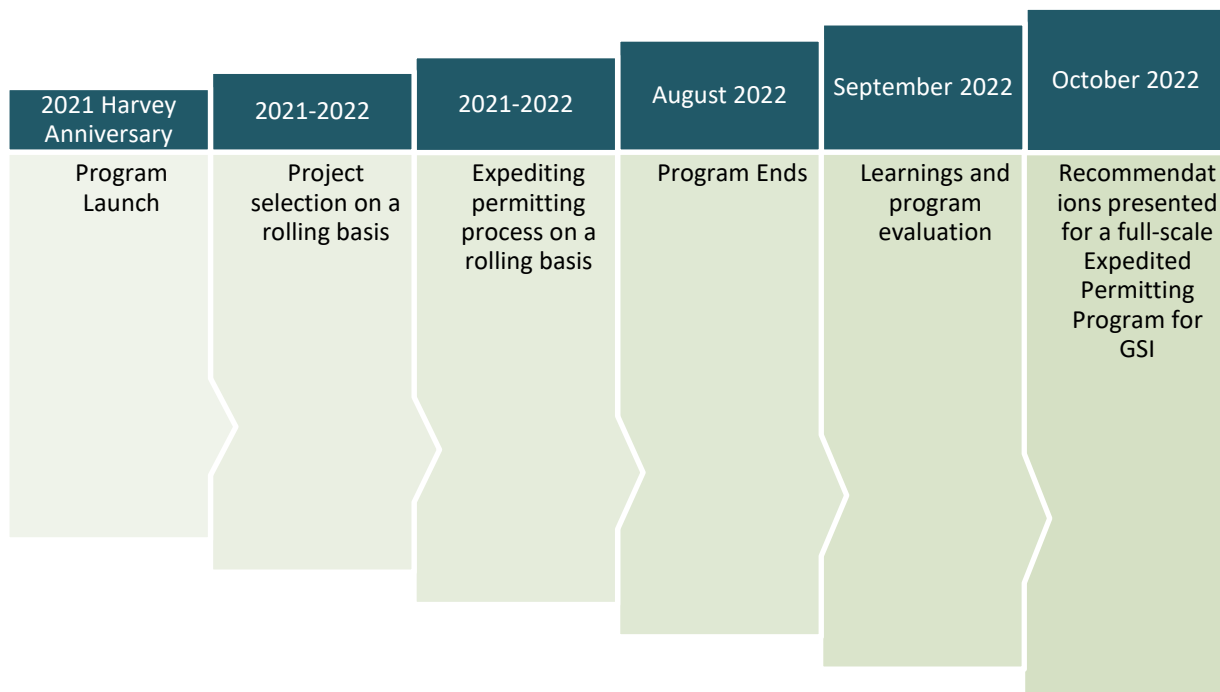 2021 Harvey
Anniversary
Program
Launch
2021-2022
Project
selection on a
rolling basis
2021-2022
Expediting
permitting
process on a
rolling basis
August 2022
Program Ends
September 2022
Learnings and
program
evaluation
October 2022
Recommendat
ions presented
for a full-scale
Expedited
Permitting
Program for
GSI